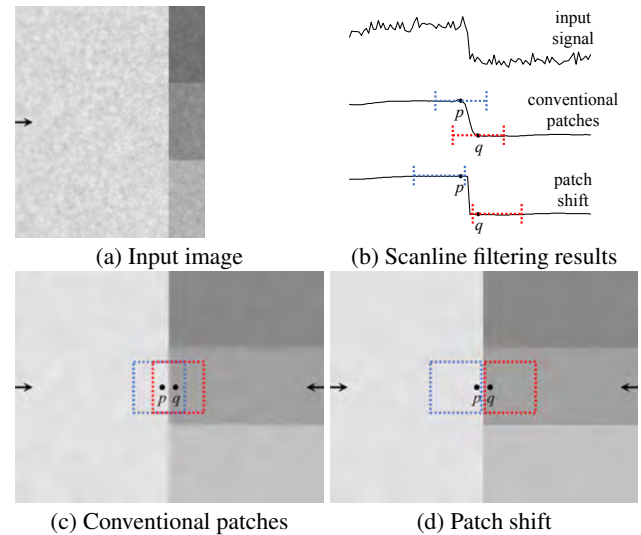 input
signal
conventional
patches
p
q
patch
shift
p
q
(a) Input image
(b) Scanline filtering results
p q
p q
(c) Conventional patches
(d) Patch shift